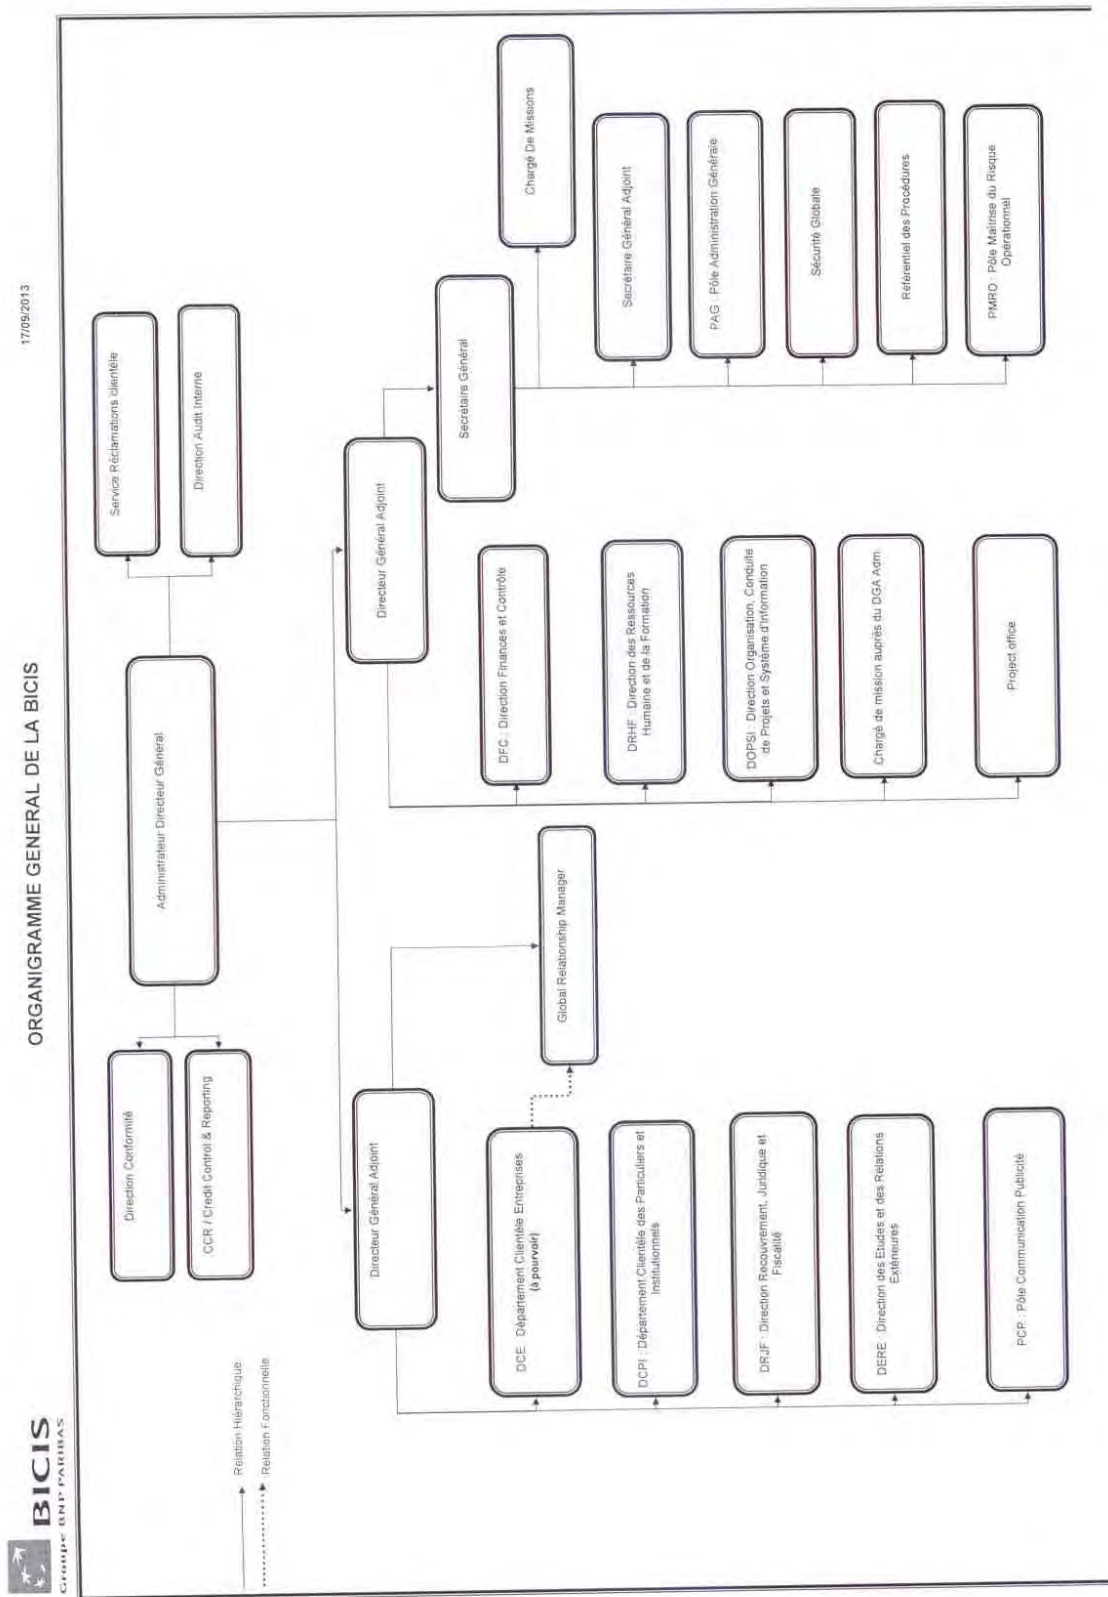 BICIS
Groupe BNP PARIBAS
ORGANIGRAMME GENERAL DE LA BICIS
17/09/2013
Relation Hiérarchique
Relation Fonctionnelle
Direction Conformité
CCR / Credit Control & Reporting
Administrateur Directeur Général
Service Réclamations clientèle
Direction Audit Interne
Directeur Général Adjoint
DCE : Département Clientèle Entreprises
(à pourvoir)
DCPI : Département Clientèle des Particuliers et
Institutionnels
DRJF : Direction Recouvrement, Juridique et
Fiscalité
DERE : Direction des Etudes et des Relations
Extérieures
PCP : Pôle Communication Publicité
Global Relationship Manager
Directeur Général Adjoint
DFC : Direction Finances et Contrôle
DRHF : Direction des Ressources
Humaine et de la Formation
DOPSI : Direction Organisation, Conduite
de Projets et Système d'Information
Chargé de mission auprès du DGA Adm.
Project office
Secrétaire Général
Chargé De Missions
Secrétaire Général Adjoint
PAG : Pôle Administration Générale
Sécurité Globale
Référentiel des Procédures
PMRO : Pôle Maîtrise du Risque
Opérationnel